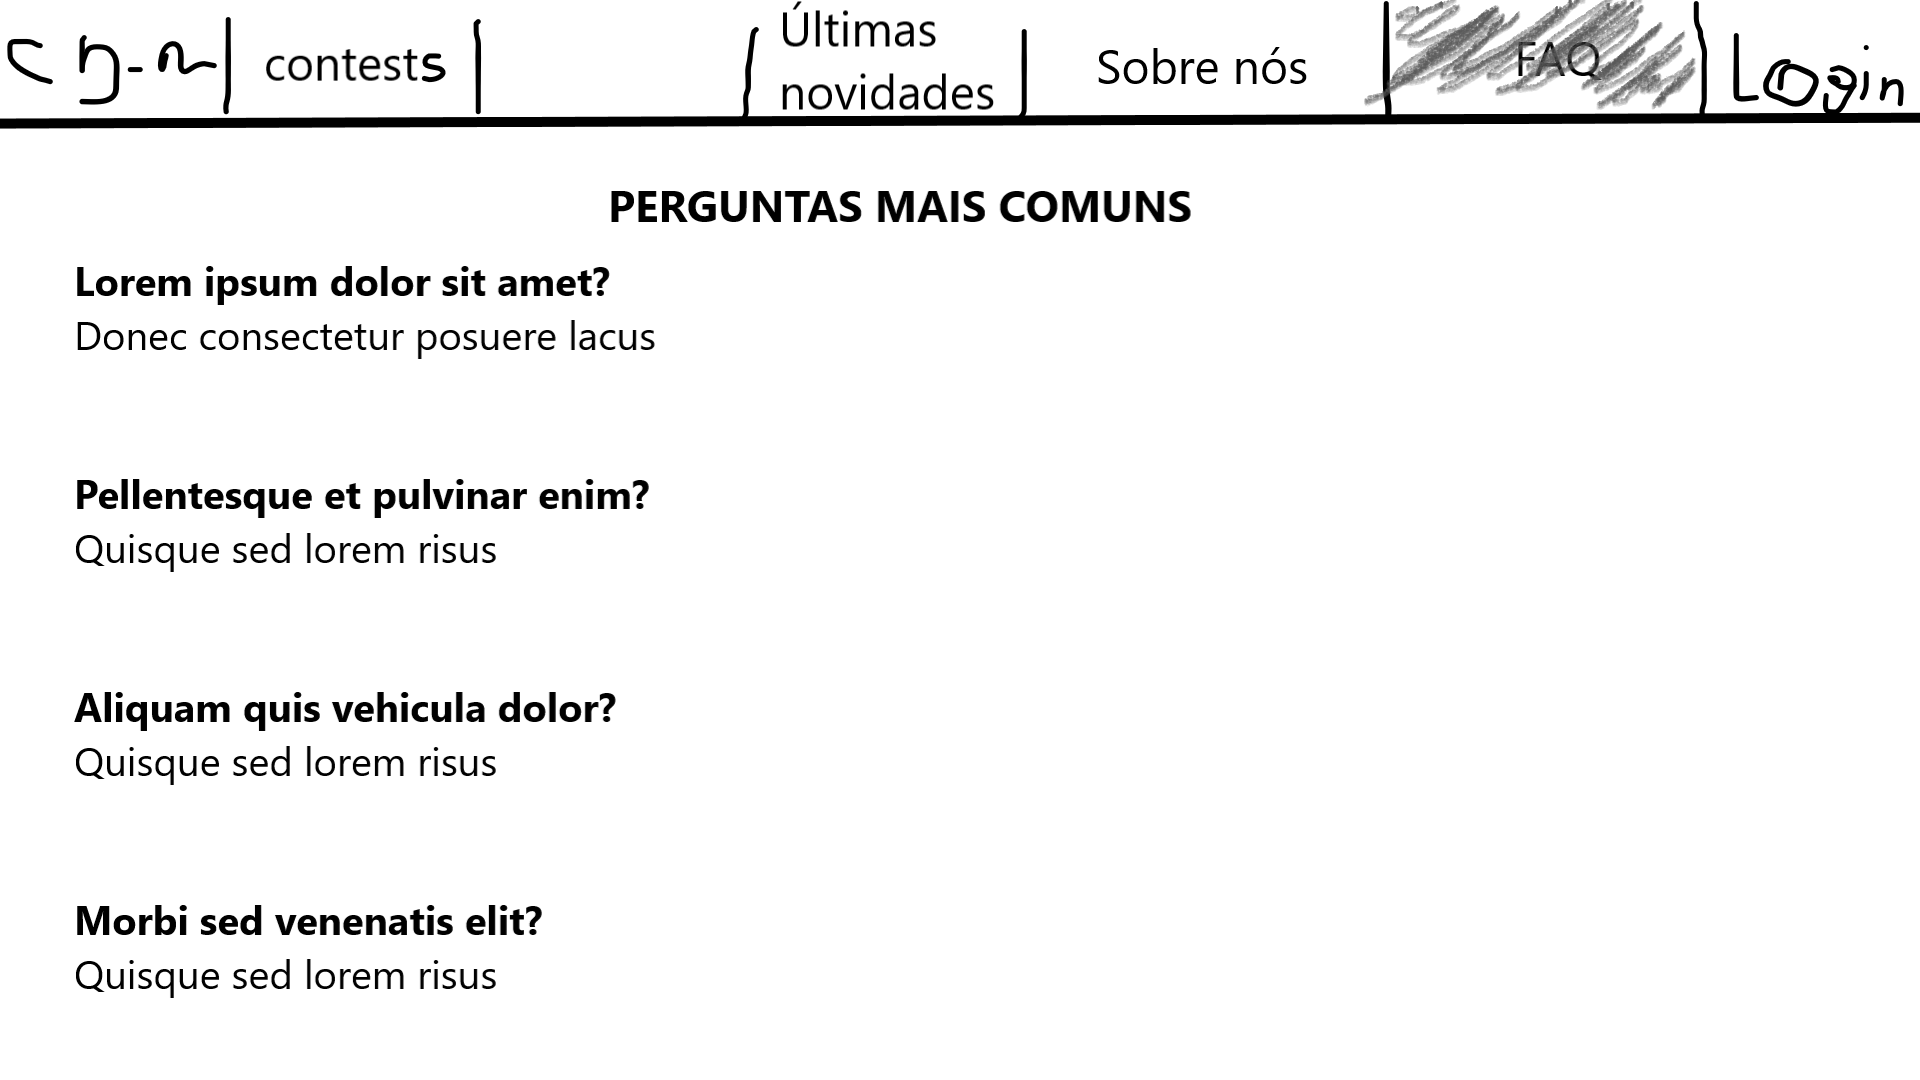 contests
Últimas
novidades
Sobre nós
FAQ
Login
PERGUNTAS MAIS COMUNS
Lorem ipsum dolor sit amet?
Donec consectetur posuere lacus
Pellentesque et pulvinar enim?
Quisque sed lorem risus
Aliquam quis vehicula dolor?
Quisque sed lorem risus
Morbi sed venenatis elit?
Quisque sed lorem risus